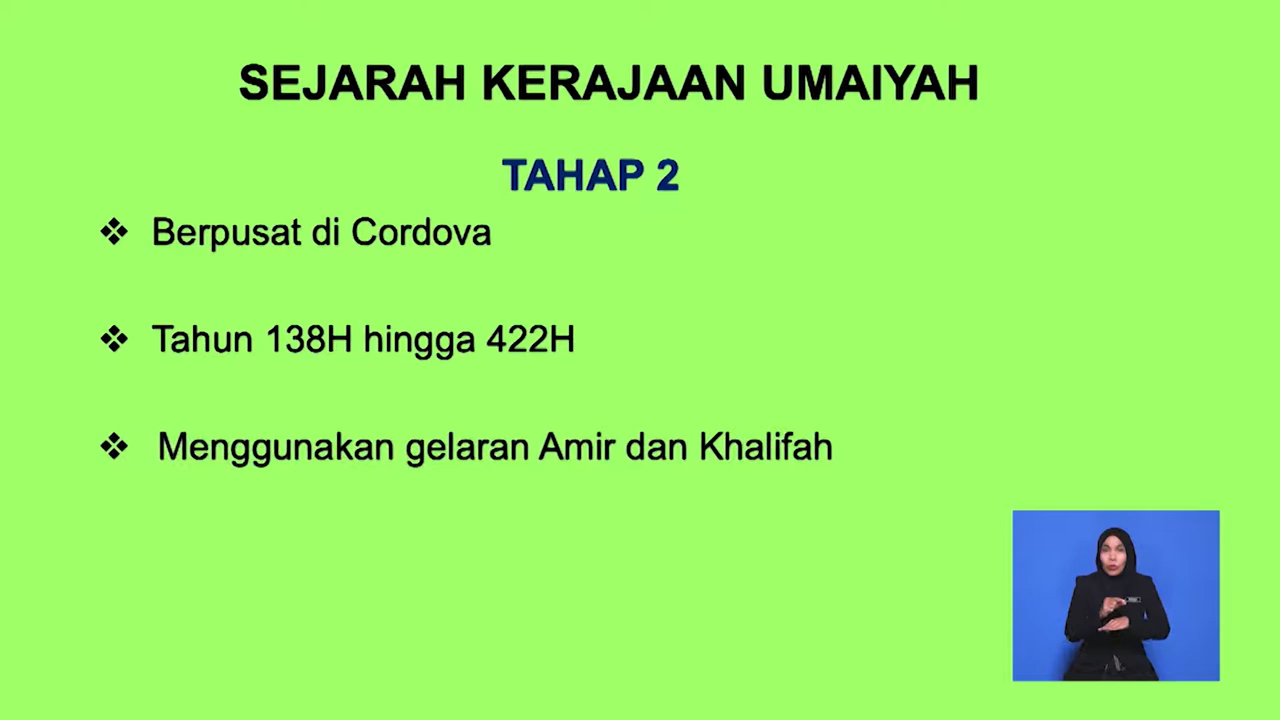 SEJARAH KERAJAAN UMAIYAH
TAHAP 2
❖ Berpusat di Cordova
❖ Tahun 138H hingga 422H
❖ Menggunakan gelaran Amir dan Khalifah